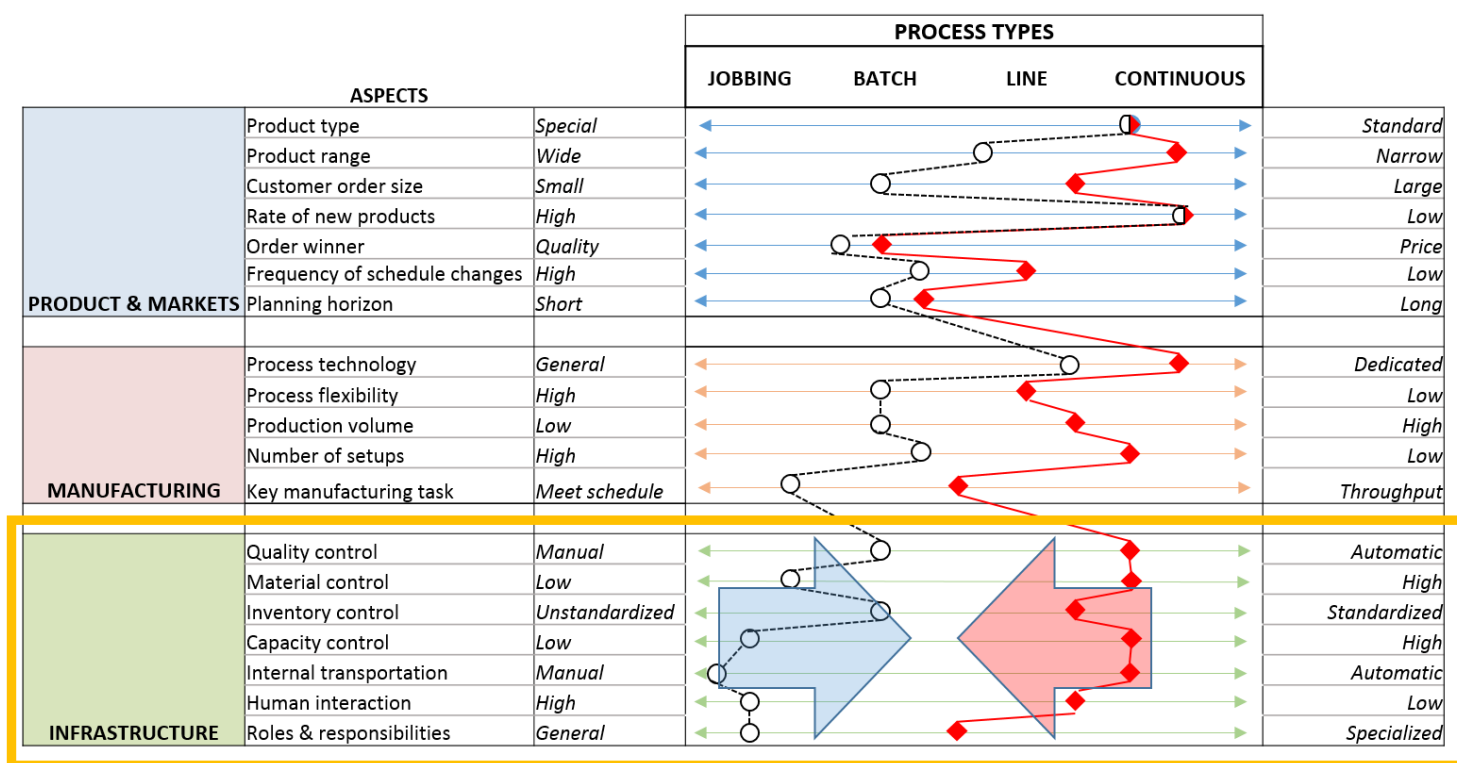 PROCESS TYPES
JOBBING BATCH LINE CONTINUOUS
ASPECTS
Product type Special Standard
Product range Wide Narrow
Customer order size Small Large
Rate of new products High Low
Order winner Quality Price
Frequency of schedule changes High Low
PRODUCT & MARKETS Planning horizon Short Long
Process technology General Dedicated
Process flexibility High Low
Production volume Low High
Number of setups High Low
MANUFACTURING Key manufacturing task Meet schedule Throughput
Quality control Manual Automatic
Material control Low High
Inventory control Unstandardized Standardized
Capacity control Low High
Internal transportation Manual Automatic
Human interaction High Low
INFRASTRUCTURE Roles & responsibilities General Specialized